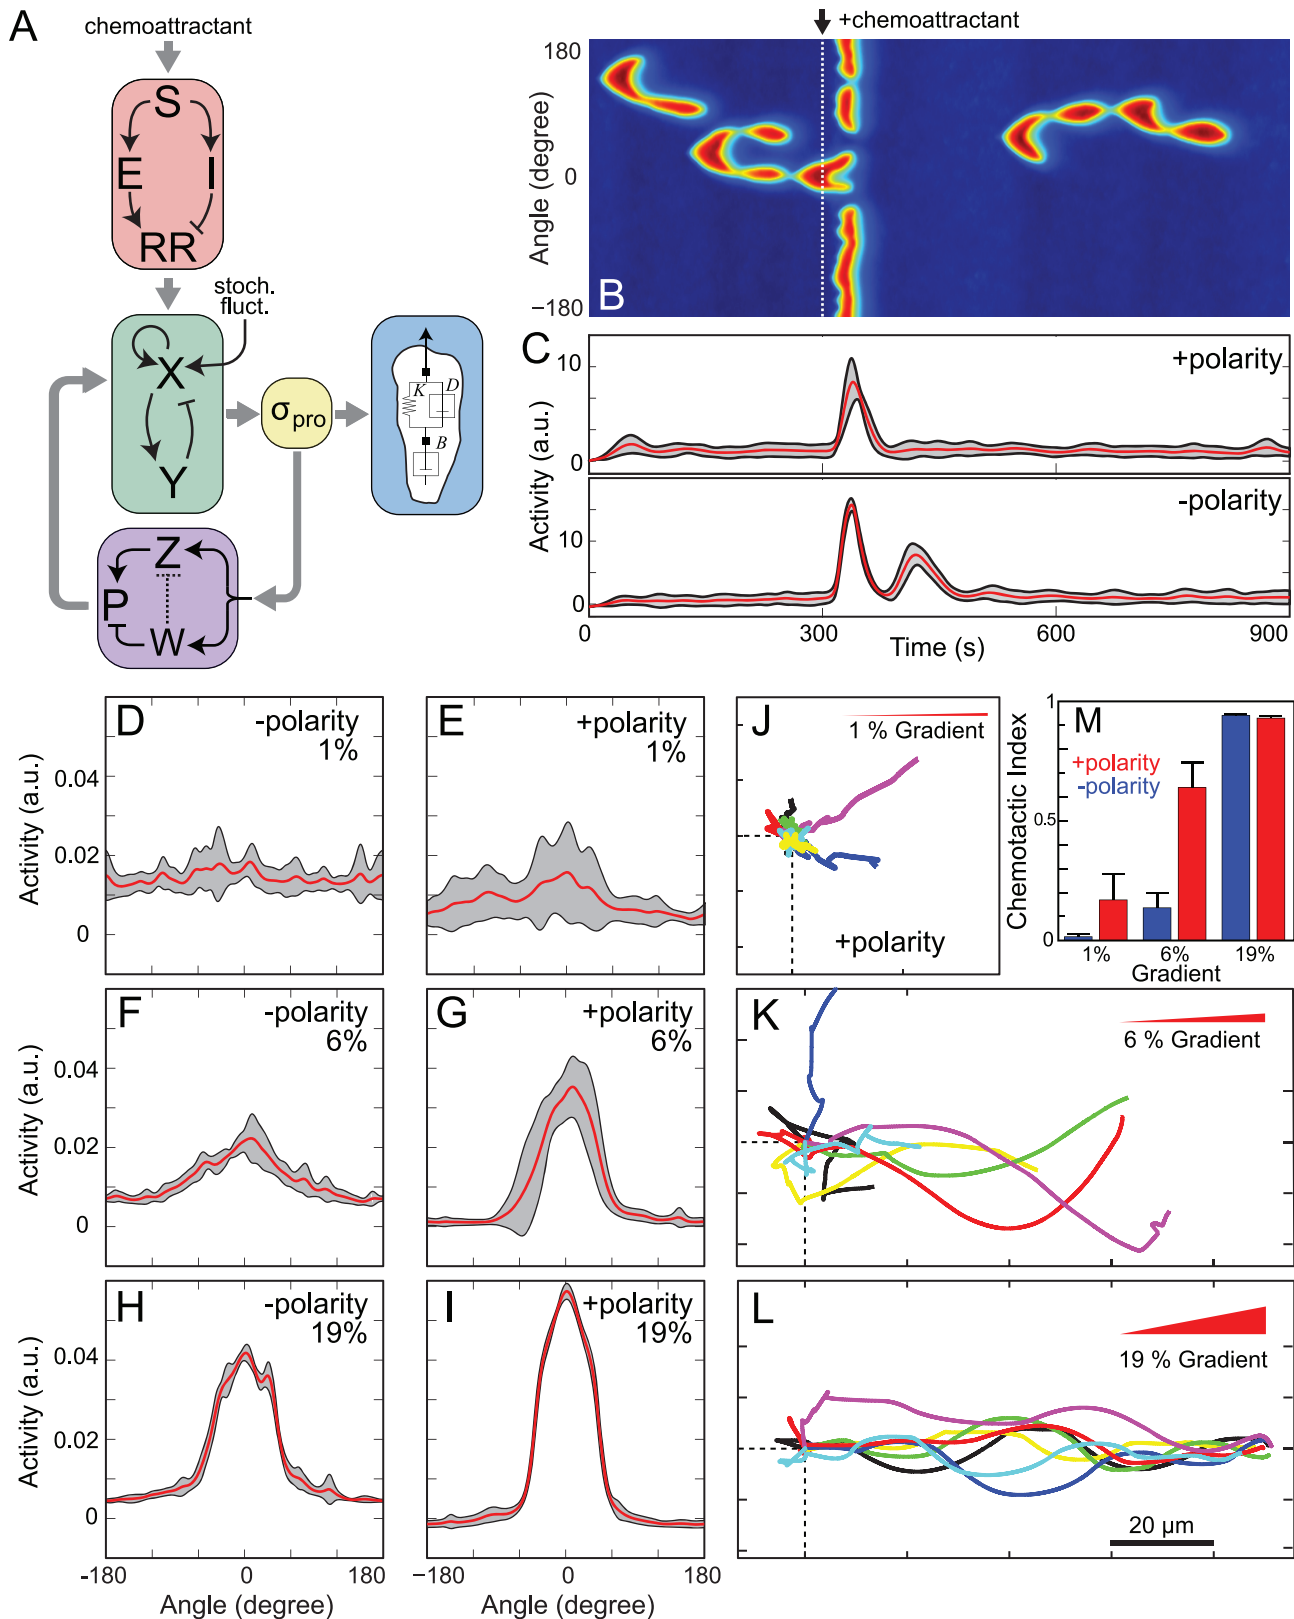 A
chemoattractant
S
E
I
RR
stoch.
fluct.
X
Y
σpro
K
D
B
Z
P
W
+chemoattractant
180
0
−180
Angle (degree)
B
C
+polarity
10
0
-polarity
10
0
Activity (a.u.)
0
300
600
900
Time (s)
D
-polarity
1%
0.04
0.02
0
Activity (a.u.)
E
+polarity
1%
F
-polarity
6%
0.04
0.02
0
Activity (a.u.)
G
+polarity
6%
H
-polarity
19%
0.04
0.02
0
Activity (a.u.)
-180
0
180
Angle (degree)
I
+polarity
19%
−180
0
180
Angle (degree)
J
1 % Gradient
+polarity
M
+polarity
-polarity
1
0.5
0
Chemotactic Index
1%
6%
19%
Gradient
K
6 % Gradient
L
19 % Gradient
20 µm